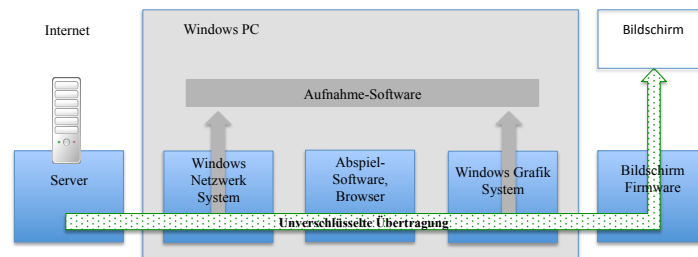 Internet
Windows PC
Bildschirm
Aufnahme-Software
Server
Windows
Netzwerk
System
Abspiel-
Software,
Browser
Windows Grafik
System
Bildschirm
Firmware
Unverschlüsselte Übertragung